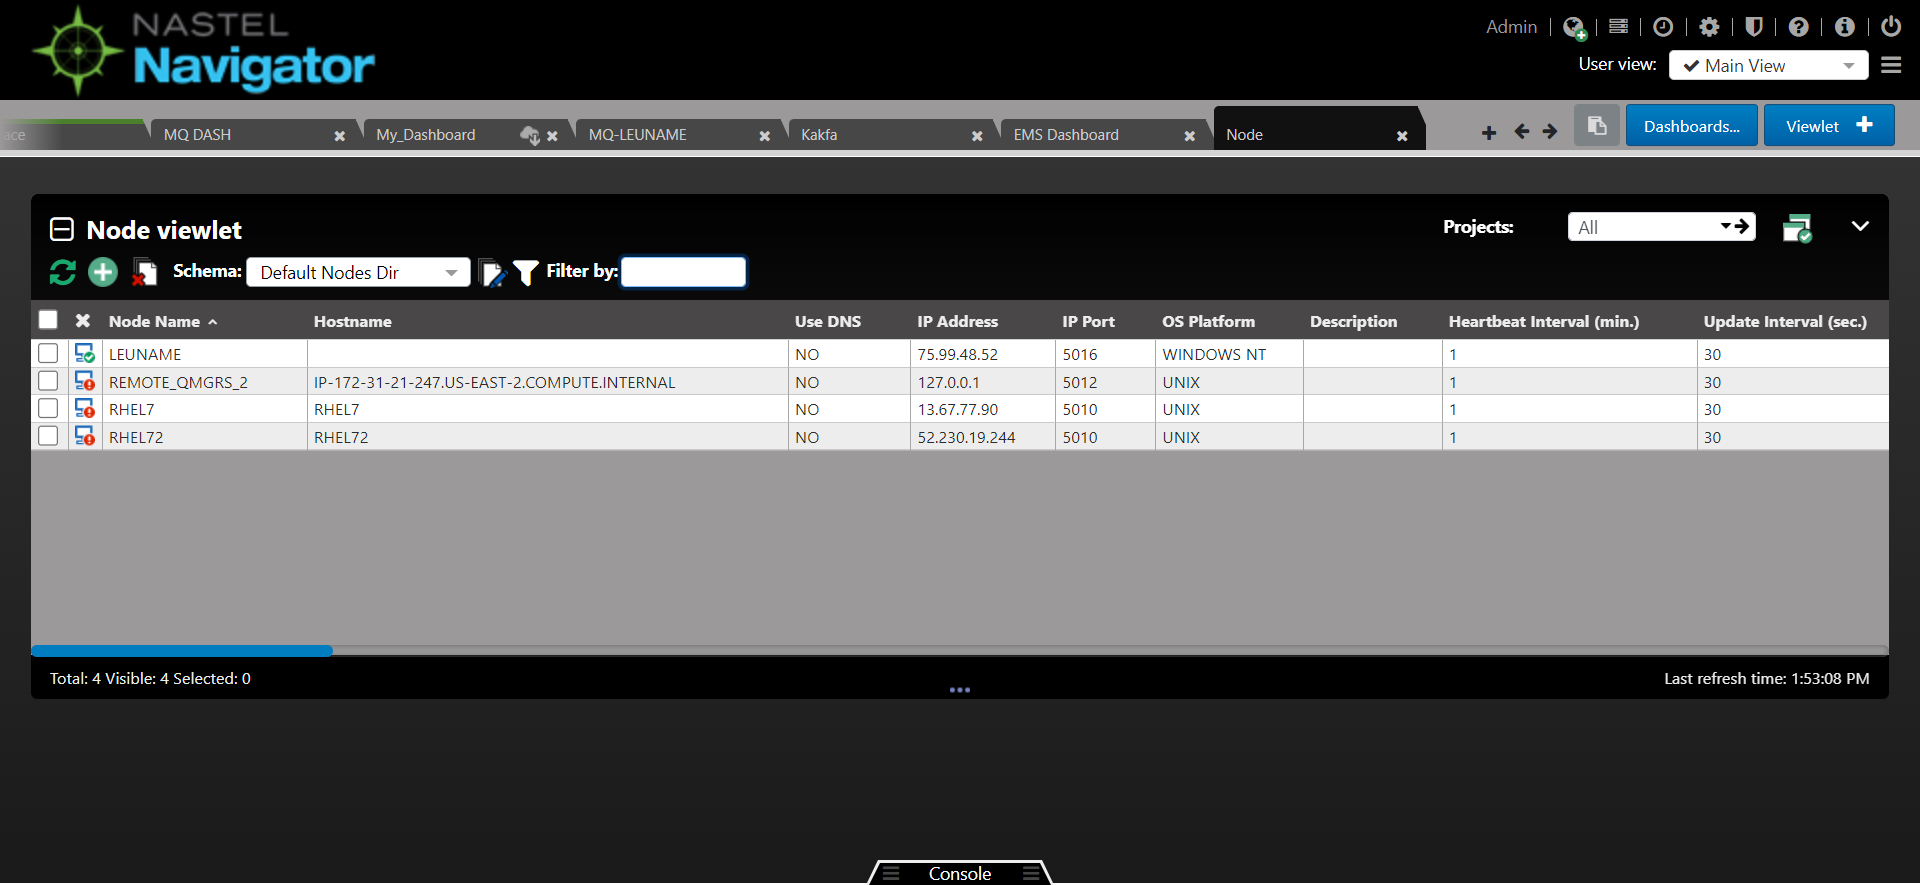 NASTEL
Navigator
Admin
User view: Main View
ace
MQ DASH
My_Dashboard
MQ-LEUNAME
Kakfa
EMS Dashboard
Node
Dashboards...
Viewlet
Node viewlet
Projects: All
Schema: Default Nodes Dir Filter by:
Node Name Hostname Use DNS IP Address IP Port OS Platform Description Heartbeat Interval (min.) Update Interval (sec.)
LEUNAME NO 75.99.48.52 5016 WINDOWS NT 1 30
REMOTE_QMGRS_2 IP-172-31-21-247.US-EAST-2.COMPUTE.INTERNAL NO 127.0.0.1 5012 UNIX 1 30
RHEL7 RHEL7 NO 13.67.77.90 5010 UNIX 1 30
RHEL72 RHEL72 NO 52.230.19.244 5010 UNIX 1 30
Total: 4 Visible: 4 Selected: 0
Last refresh time: 1:53:08 PM
Console